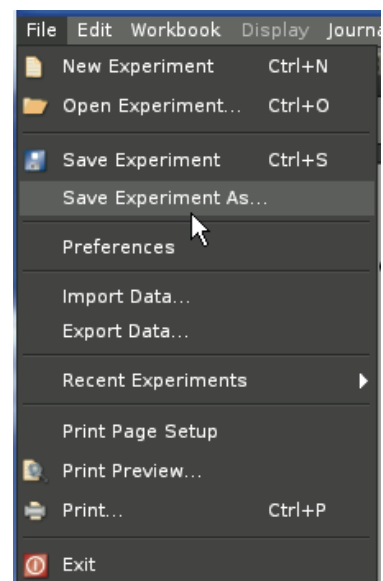 File Edit Workbook Display Journa
New Experiment Ctrl+N
Open Experiment... Ctrl+O
Save Experiment Ctrl+S
Save Experiment As...
Preferences
Import Data...
Export Data...
Recent Experiments
Print Page Setup
Print Preview...
Print... Ctrl+P
Exit